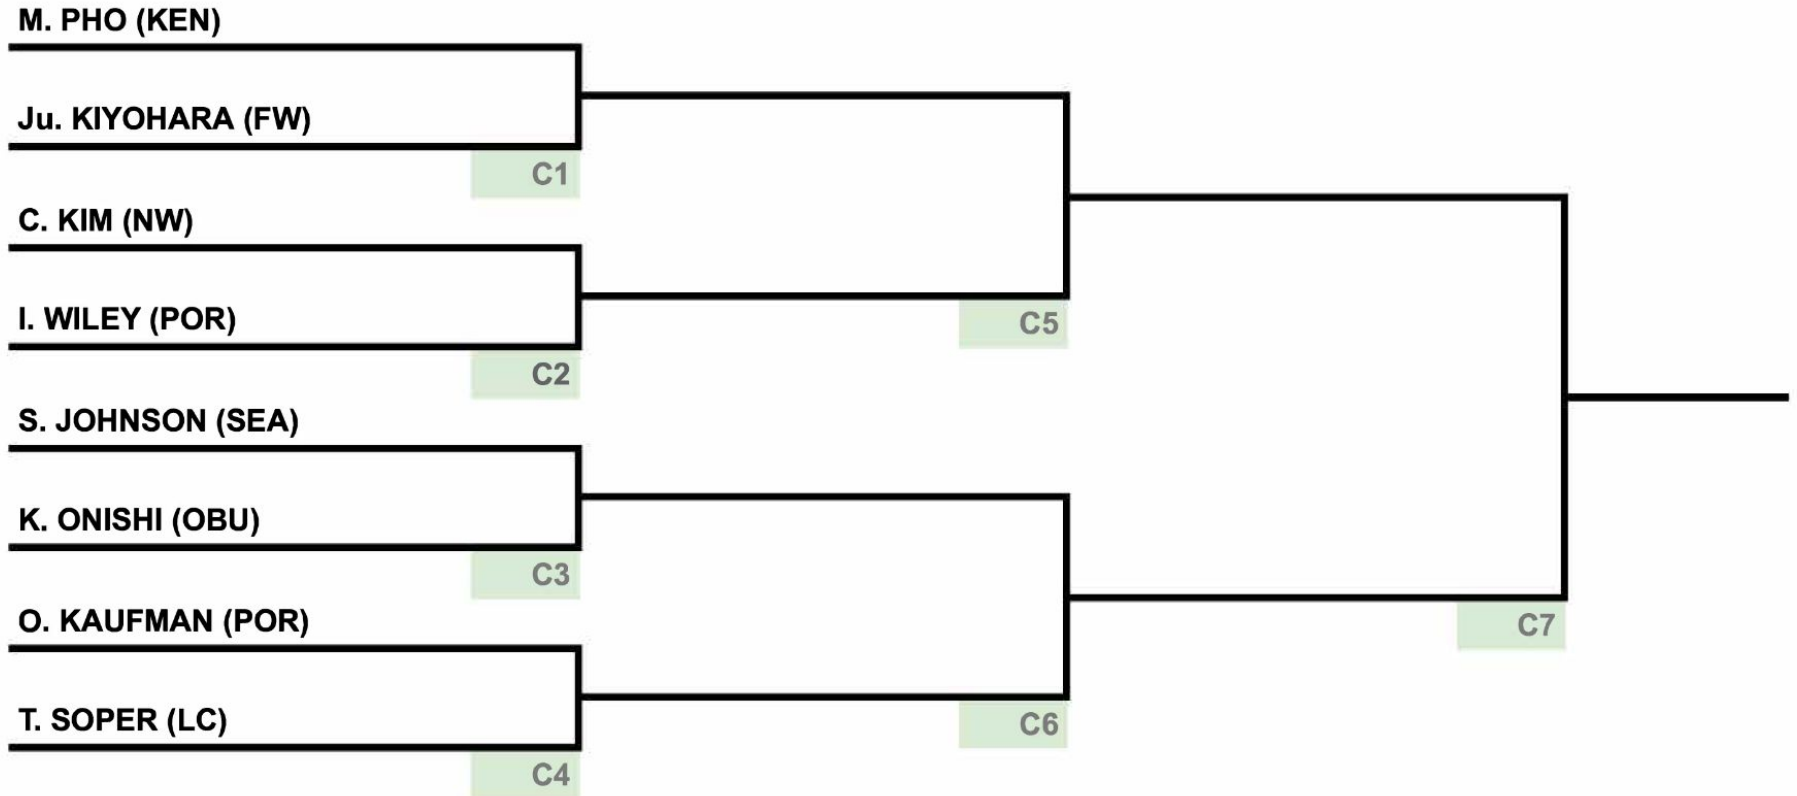 M. PHO (KEN)
Ju. KIYOHARA (FW)
C1
C. KIM (NW)
I. WILEY (POR)
C5
C2
S. JOHNSON (SEA)
K. ONISHI (OBU)
C3
O. KAUFMAN (POR)
C7
T. SOPER (LC)
C6
C4